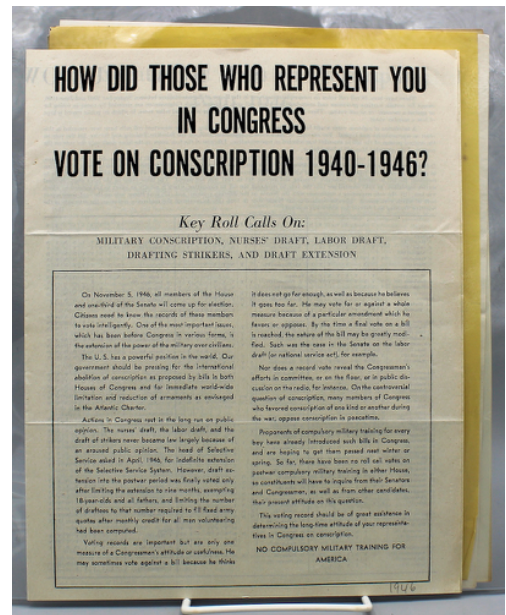 HOW DID THOSE WHO REPRESENT YOU
IN CONGRESS
VOTE ON CONSCRIPTION 1940-1946?
Key Roll Calls On:
MILITARY CONSCRIPTION, NURSES' DRAFT, LABOR DRAFT,
DRAFTING STRIKERS, AND DRAFT EXTENSION
On November 5, 1946, all members of the House
and one-third of the Senate will come up for election.
Citizens need to know the records of these members
to vote intelligently. One of the most important issues,
which has been before Congress in various forms, is
the extension of the power of the military over civilians.
The U. S. has a powerful position in the world. Our
government should be pressing for the international
abolition of conscription as proposed by bills in both
Houses of Congress and for immediate world-wide
limitation and reduction of armaments as envisaged
in the Atlantic Charter.
Actions in Congress rest in the long run on public
opinion. The nurses' draft, the labor draft, and the
draft of strikers never became law largely because of
an aroused public opinion. The head of Selective
Service asked in April, 1946, for indefinite extension
of the Selective Service System. However, draft ex-
tension into the postwar period was finally voted only
after limiting the extension to nine months, exempting
18-year-olds and all fathers, and limiting the number
of draftees to that number required to fill fixed army
quotas after monthly credit for all men volunteering
had been computed.
Voting records are important but are only one
measure of a Congressman's attitude or usefulness. He
may sometimes vote against a bill because he thinks
it does not go far enough, as well as because he believes
it goes too far. He may vote for or against a whole
measure because of a particular amendment which he
favors or opposes. By the time a final vote on a bill
is reached, the nature of the bill may be greatly modi-
fied. Such was the case in the Senate on the labor
draft (or national service act), for example.
Nor does a record vote reveal the Congressman's
efforts in committee, or on the floor, or in public dis-
cussion on the radio, for instance. On the controversial
question of conscription, many members of Congress
who favored conscription of one kind or another during
the war, oppose conscription in peacetime.
Proponents of compulsory military training for every
boy have already introduced such bills in Congress,
and are hoping to get them passed next winter or
spring. So far, there have been no roll call votes on
postwar compulsory military training in either House,
so constituents will have to inquire from their Senators
and Congressmen, as well as from other candidates,
their present attitude on this question.
This voting record should be of great assistance in
determining the long-time attitude of your representa-
tives in Congress on conscription.
NO COMPULSORY MILITARY TRAINING FOR
AMERICA
1946